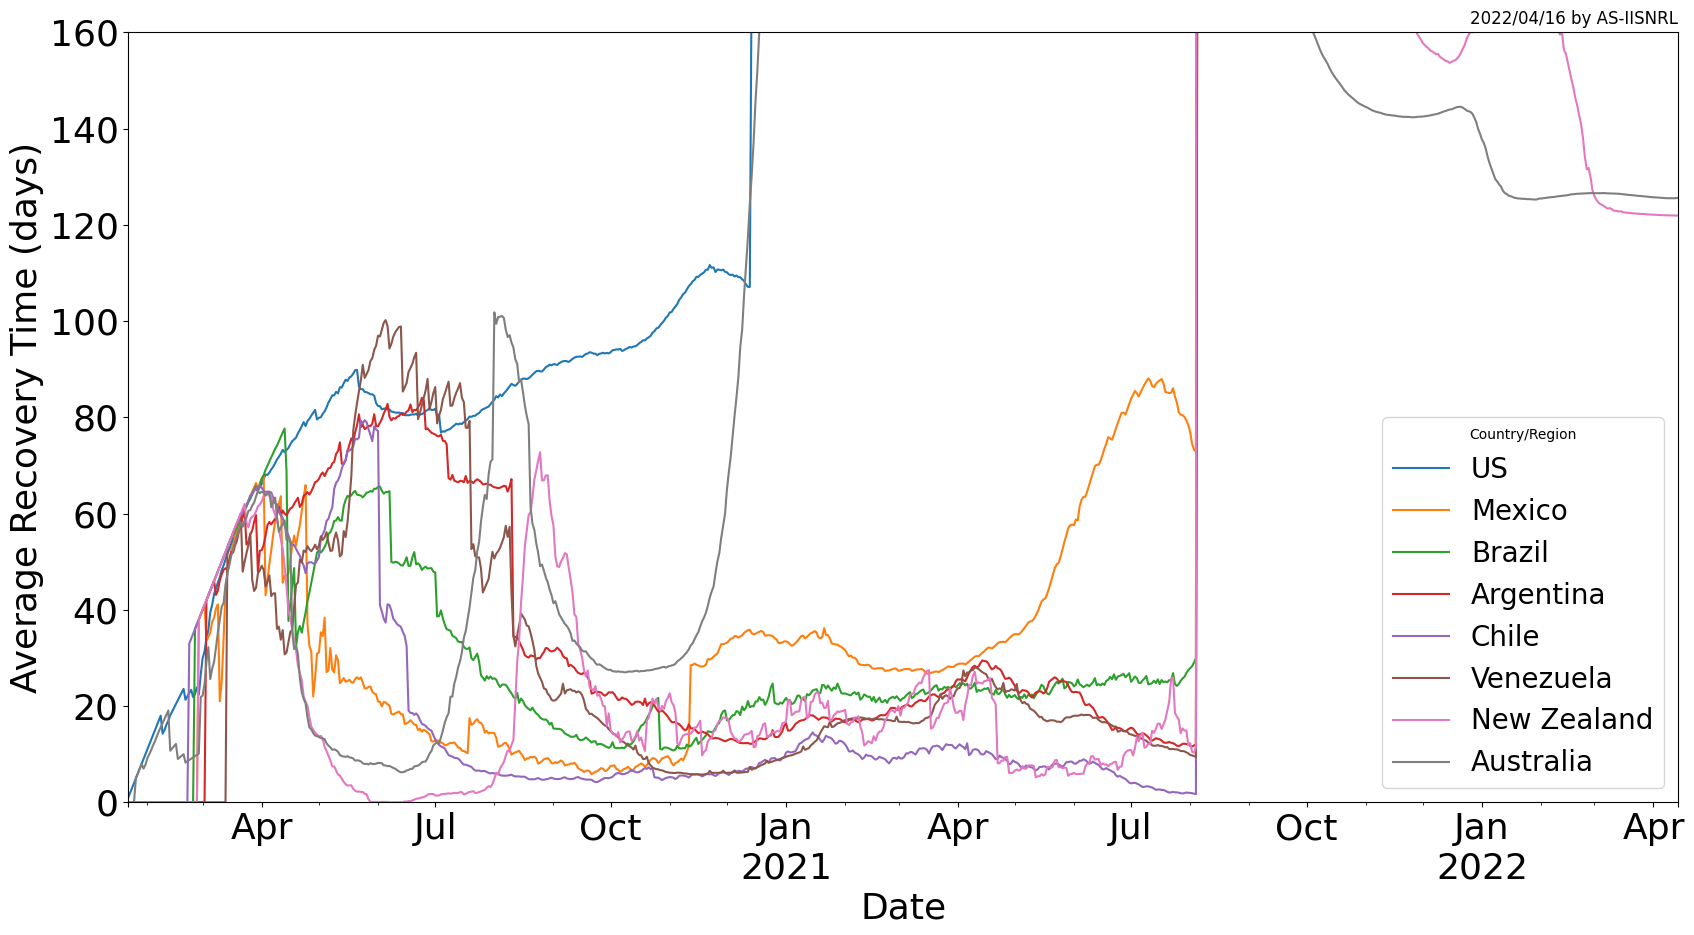 2022/04/16 by AS-IISNRL
160
140
120
100
80
60
40
20
0
Average Recovery Time (days)
Country/Region
US
Mexico
Brazil
Argentina
Chile
Venezuela
New Zealand
Australia
Apr Jul Oct Jan Apr Jul Oct Jan Apr
2021 2022
Date